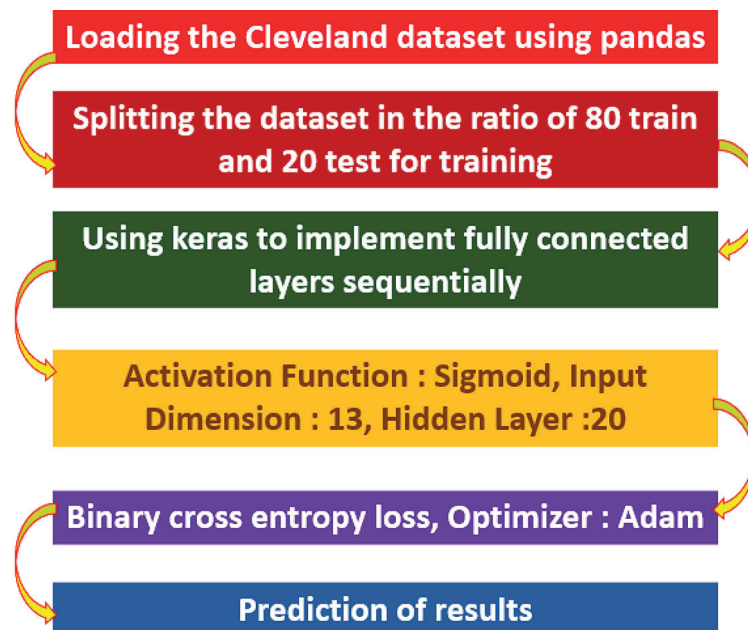 Loading the Cleveland dataset using pandas
Splitting the dataset in the ratio of 80 train
and 20 test for training
Using keras to implement fully connected
layers sequentially
Activation Function : Sigmoid, Input
Dimension : 13, Hidden Layer :20
Binary cross entropy loss, Optimizer : Adam
Prediction of results